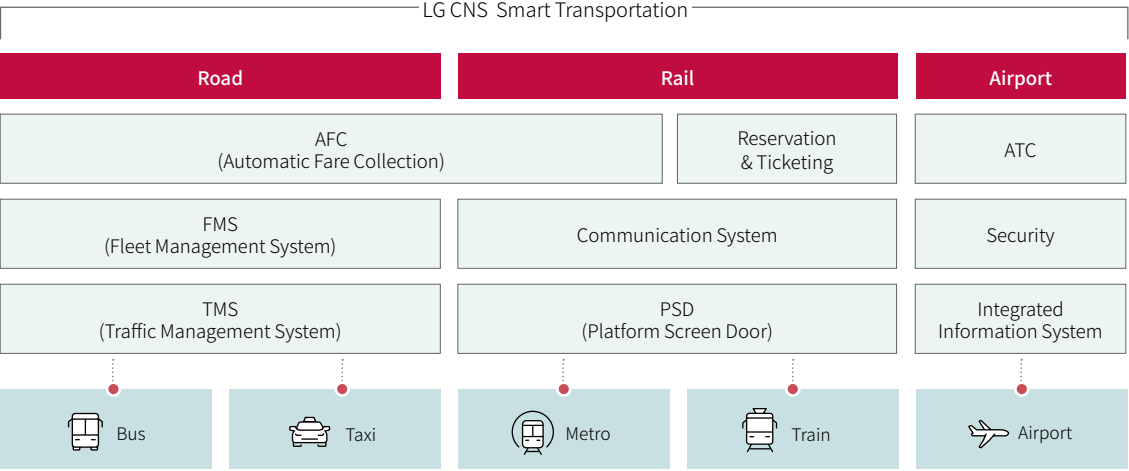 LG CNS Smart Transportation
Road
Rail
Airport
AFC
(Automatic Fare Collection)
Reservation
& Ticketing
ATC
FMS
(Fleet Management System)
Communication System
Security
TMS
(Traffic Management System)
PSD
(Platform Screen Door)
Integrated
Information System
Bus
Taxi
Metro
Train
Airport